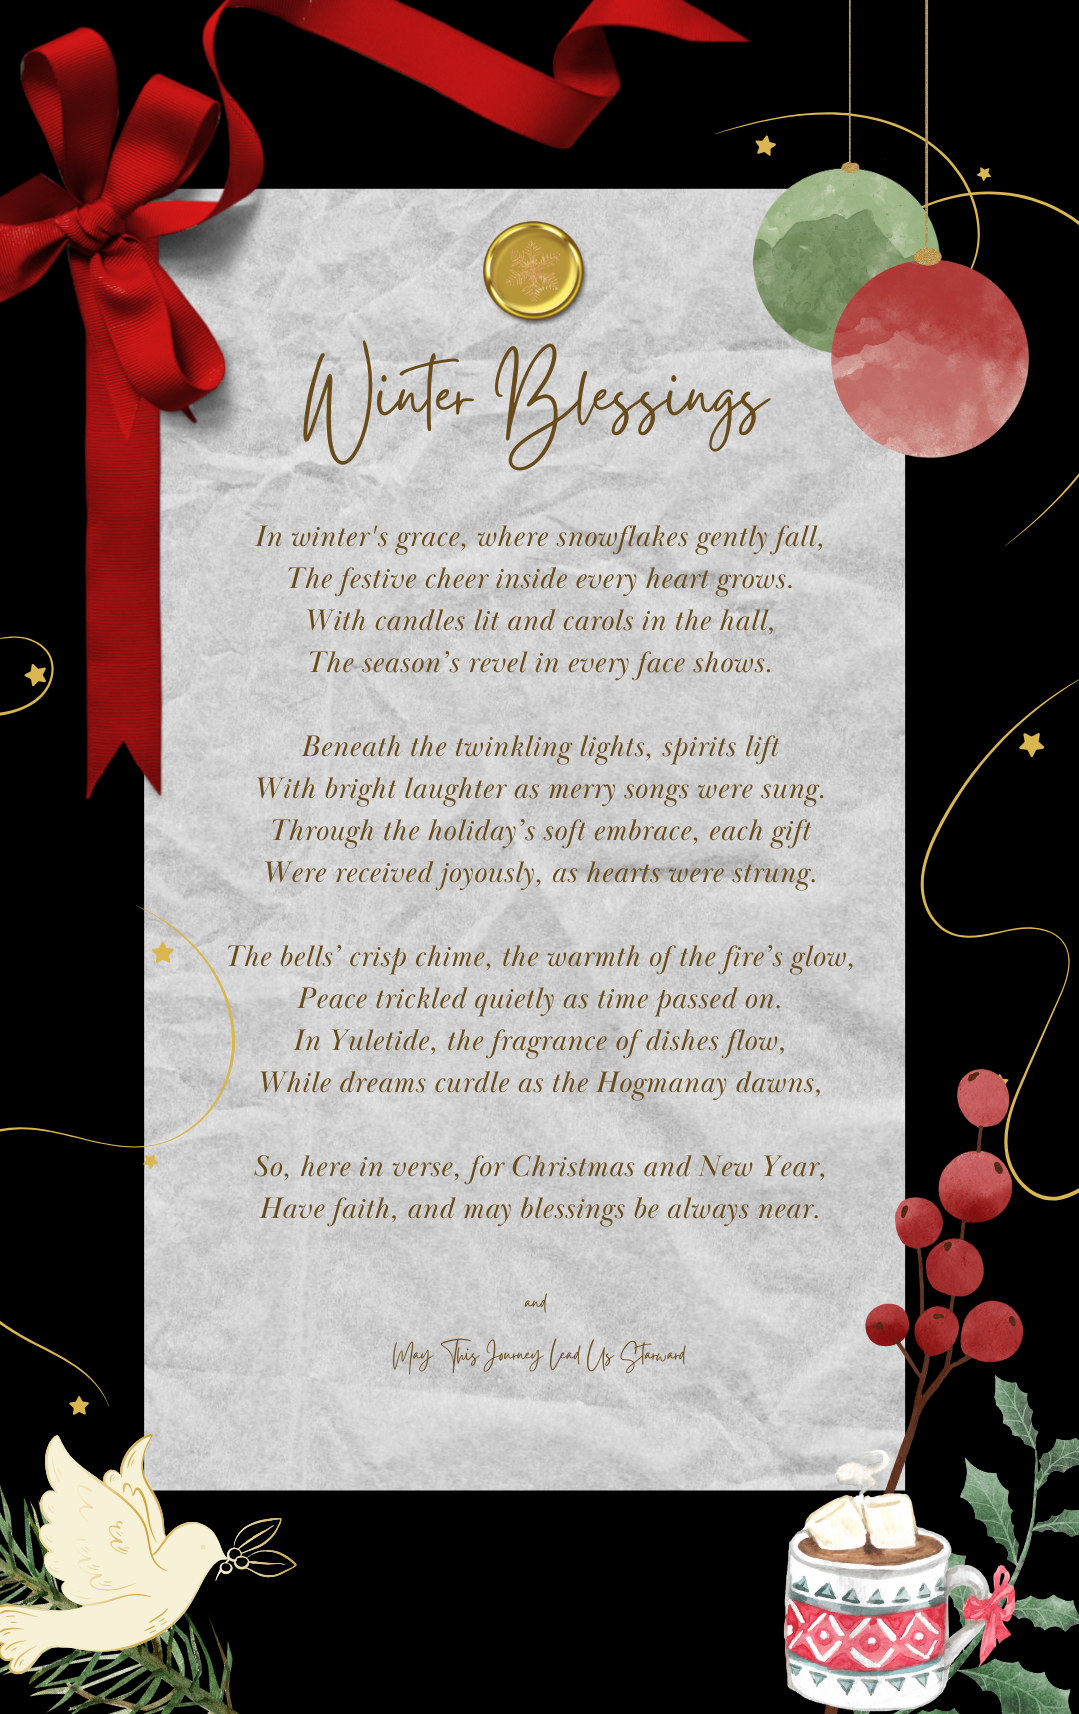 Winter Blessings
In winter's grace, where snowflakes gently fall,
The festive cheer inside every heart grows.
With candles lit and carols in the hall,
The season’s revel in every face shows.
Beneath the twinkling lights, spirits lift
With bright laughter as merry songs were sung.
Through the holiday’s soft embrace, each gift
Were received joyously, as hearts were strung.
The bells’ crisp chime, the warmth of the fire’s glow,
Peace trickled quietly as time passed on.
In Yuletide, the fragrance of dishes flow,
While dreams curdle as the Hogmanay dawns,
So, here in verse, for Christmas and New Year,
Have faith, and may blessings be always near.
and
May This Journey Lead Us Starward